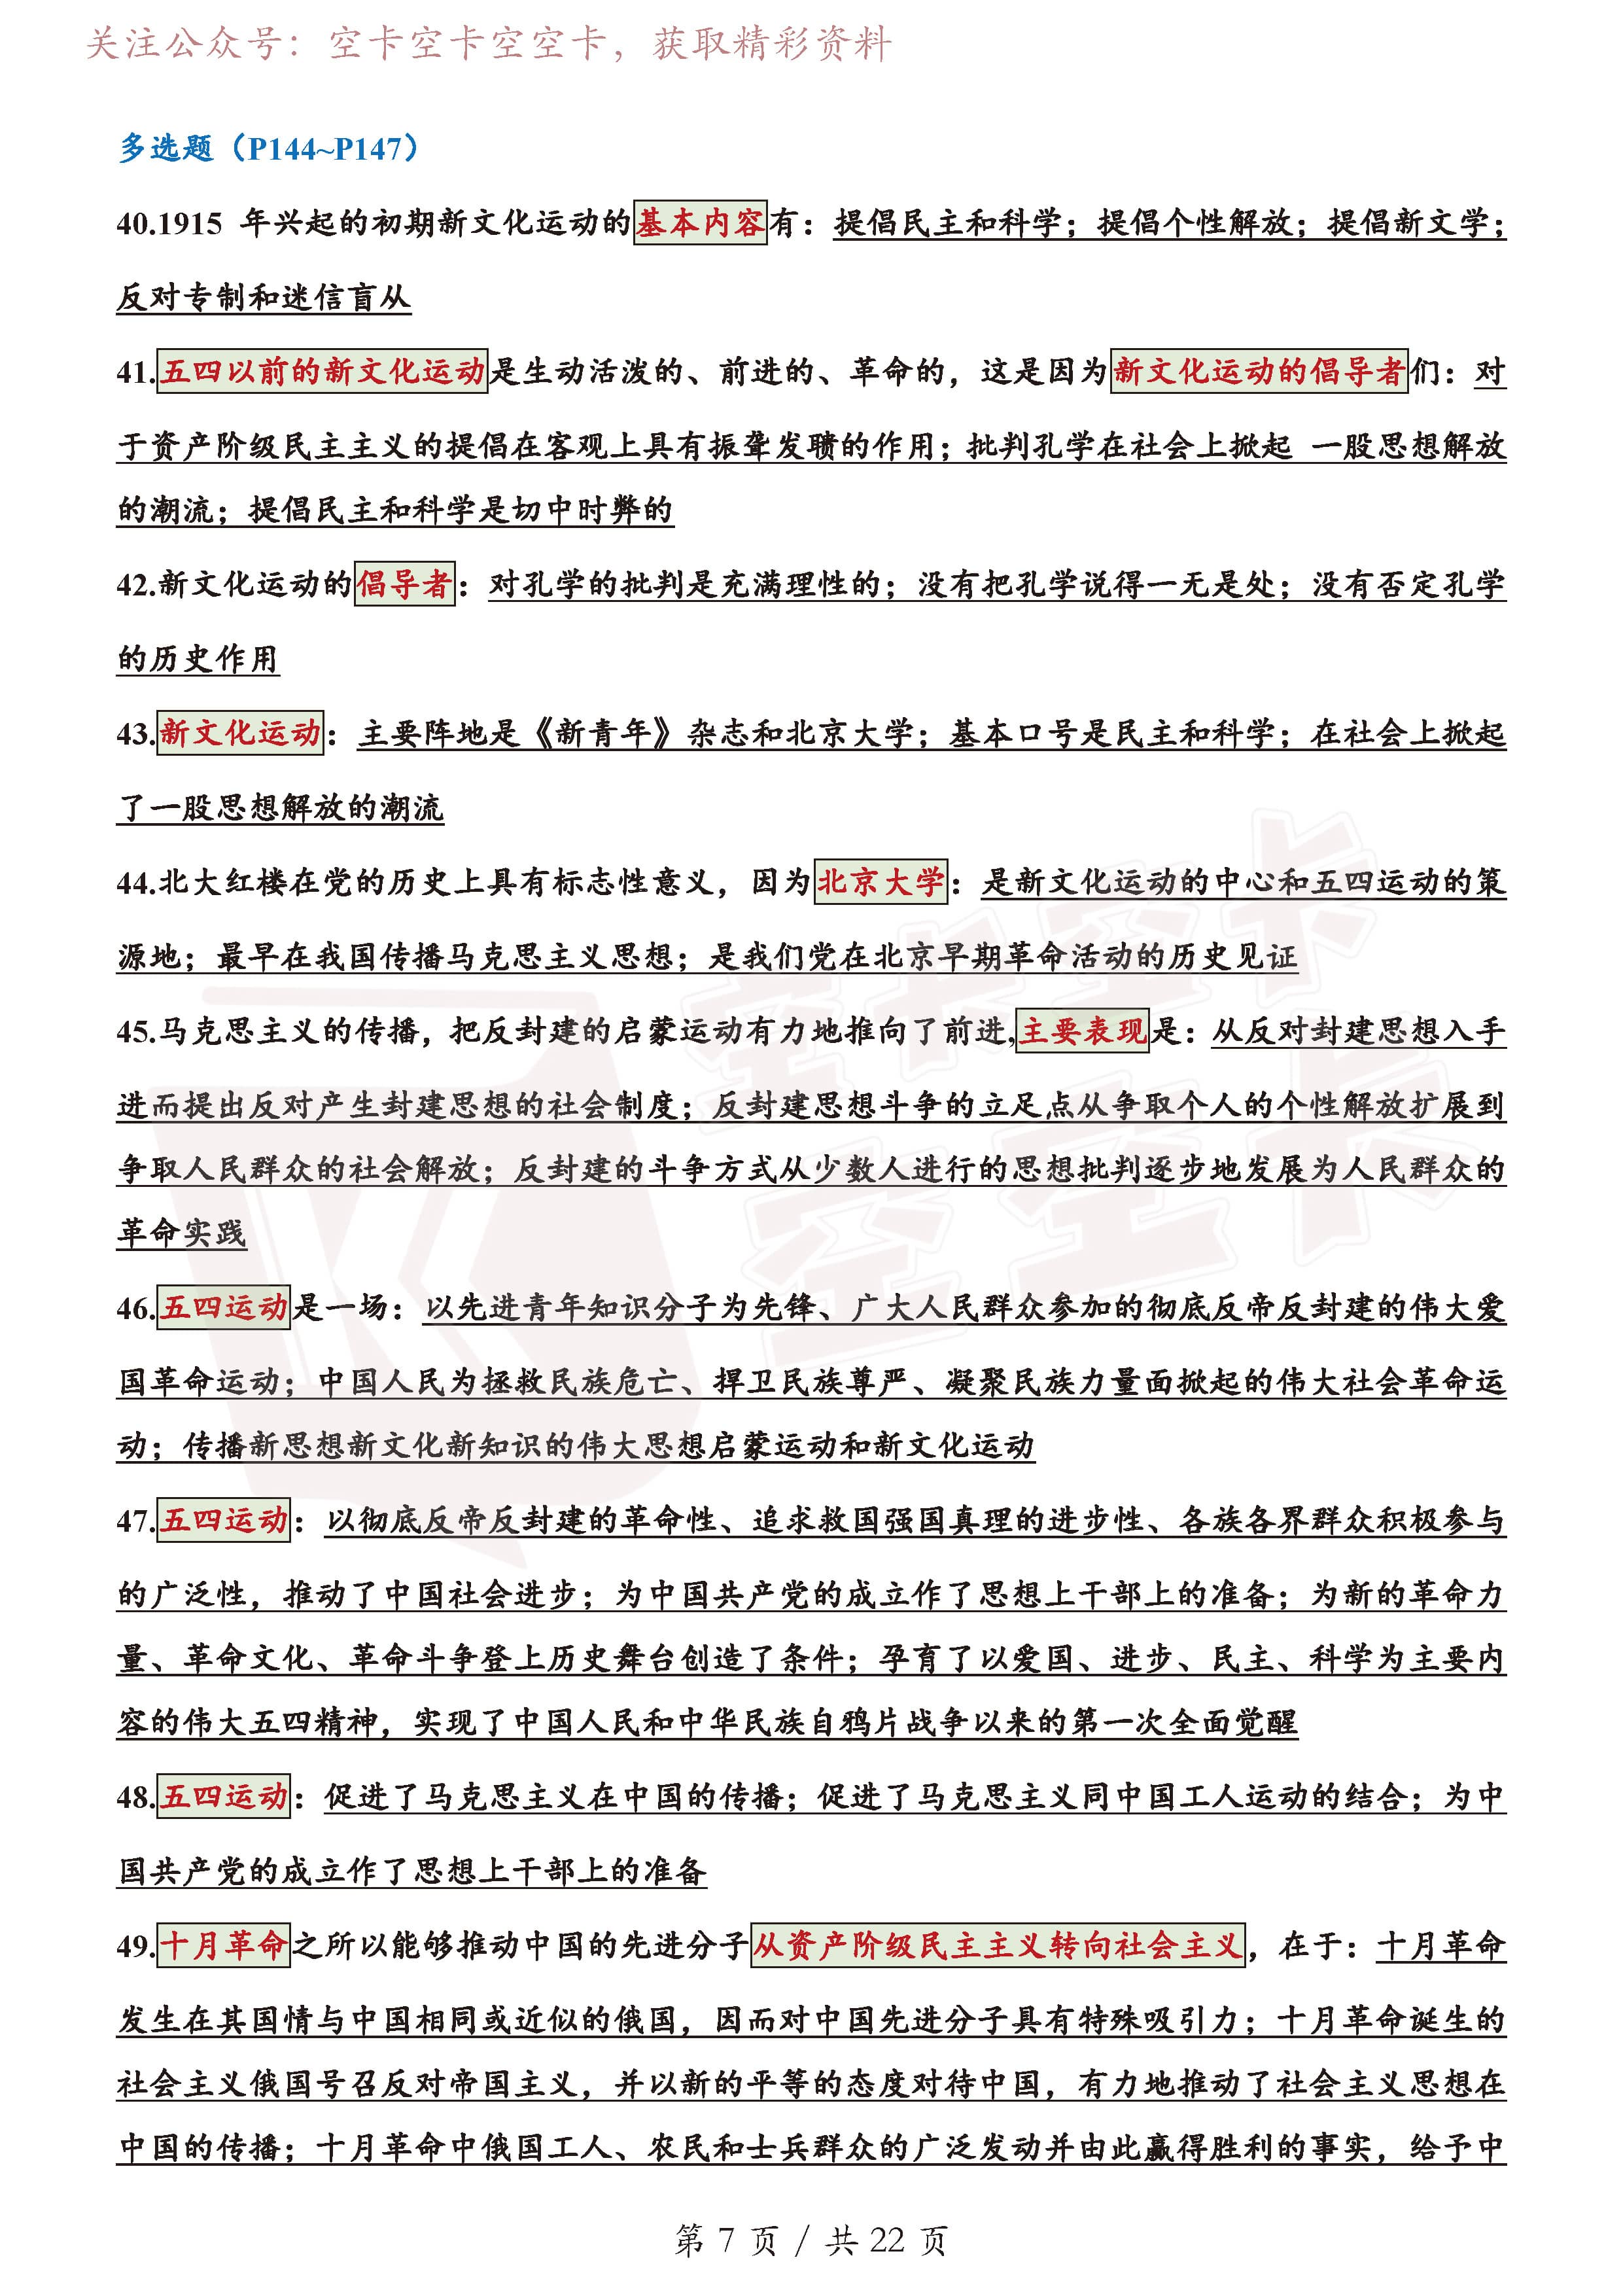 关注公众号：空卡空卡空空卡，获取精彩资料
多选题（P144~P147）
40.1915 年兴起的初期新文化运动的基本内容有：提倡民主和科学；提倡个性解放；提倡新文学；
反对专制和迷信盲从
41.五四以前的新文化运动是生动活泼的、前进的、革命的，这是因为新文化运动的倡导者们：对
于资产阶级民主主义的提倡在客观上具有振聋发聩的作用；批判孔学在社会上掀起 一股思想解放
的潮流；提倡民主和科学是切中时弊的
42.新文化运动的倡导者：对孔学的批判是充满理性的；没有把孔学说得一无是处；没有否定孔学
的历史作用
43.新文化运动：主要阵地是《新青年》杂志和北京大学；基本口号是民主和科学；在社会上掀起
了一股思想解放的潮流
44.北大红楼在党的历史上具有标志性意义，因为北京大学：是新文化运动的中心和五四运动的策
源地；最早在我国传播马克思主义思想；是我们党在北京早期革命活动的历史见证
45.马克思主义的传播，把反封建的启蒙运动有力地推向了前进,主要表现是：从反对封建思想入手
进而提出反对产生封建思想的社会制度；反封建思想斗争的立足点从争取个人的个性解放扩展到
争取人民群众的社会解放；反封建的斗争方式从少数人进行的思想批判逐步地发展为人民群众的
革命实践
46.五四运动是一场：以先进青年知识分子为先锋、广大人民群众参加的彻底反帝反封建的伟大爱
国革命运动；中国人民为拯救民族危亡、捍卫民族尊严、凝聚民族力量面掀起的伟大社会革命运
动；传播新思想新文化新知识的伟大思想启蒙运动和新文化运动
47.五四运动：以彻底反帝反封建的革命性、追求救国强国真理的进步性、各族各界群众积极参与
的广泛性，推动了中国社会进步；为中国共产党的成立作了思想上干部上的准备；为新的革命力
量、革命文化、革命斗争登上历史舞台创造了条件；孕育了以爱国、进步、民主、科学为主要内
容的伟大五四精神，实现了中国人民和中华民族自鸦片战争以来的第一次全面觉醒
48.五四运动：促进了马克思主义在中国的传播；促进了马克思主义同中国工人运动的结合；为中
国共产党的成立作了思想上干部上的准备
49.十月革命之所以能够推动中国的先进分子从资产阶级民主主义转向社会主义，在于：十月革命
发生在其国情与中国相同或近似的俄国，因而对中国先进分子具有特殊吸引力；十月革命诞生的
社会主义俄国号召反对帝国主义，并以新的平等的态度对待中国，有力地推动了社会主义思想在
中国的传播；十月革命中俄国工人、农民和士兵群众的广泛发动并由此赢得胜利的事实，给予中
空卡空卡
空空卡
第 7 页 / 共 22 页